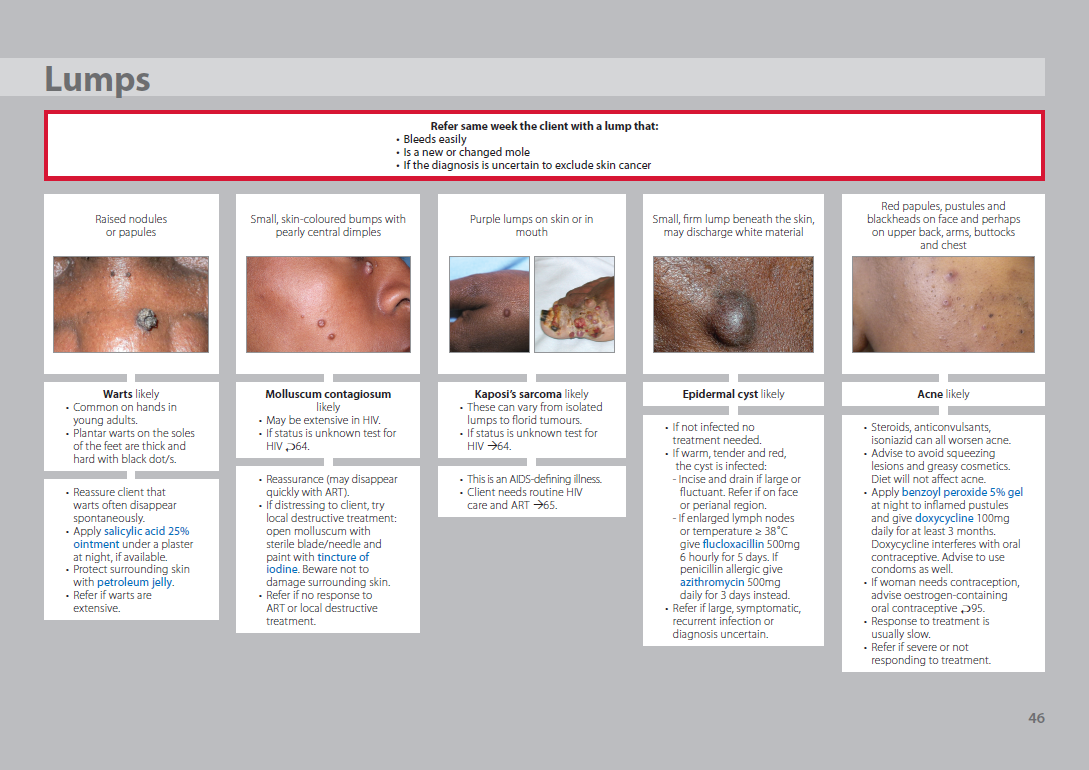 Lumps
Refer same week the client with a lump that:
• Bleeds easily
• Is a new or changed mole
• If the diagnosis is uncertain to exclude skin cancer
Raised nodules
or papules
Warts likely
• Common on hands in
young adults.
• Plantar warts on the soles
of the feet are thick and
hard with black dot/s.
• Reassure client that
warts often disappear
spontaneously.
• Apply salicylic acid 25%
ointment under a plaster
at night, if available.
• Protect surrounding skin
with petroleum jelly.
• Refer if warts are
extensive.
Small, skin-coloured bumps with
pearly central dimples
Molluscum contagiosum
likely
• May be extensive in HIV.
• If status is unknown test for
HIV ⮌64.
• Reassurance (may disappear
quickly with ART).
• If distressing to client, try
local destructive treatment:
open molluscum with
sterile blade/needle and
paint with tincture of
iodine. Beware not to
damage surrounding skin.
• Refer if no response to
ART or local destructive
treatment.
Purple lumps on skin or in
mouth
Kaposi's sarcoma likely
• These can vary from isolated
lumps to florid tumours.
• If status is unknown test for
HIV →64.
• This is an AIDS-defining illness.
• Client needs routine HIV
care and ART →65.
Small, firm lump beneath the skin,
may discharge white material
Epidermal cyst likely
• If not infected no
treatment needed.
• If warm, tender and red,
the cyst is infected:
- Incise and drain if large or
fluctuant. Refer if on face
or perianal region.
- If enlarged lymph nodes
or temperature ≥ 38˚C
give flucloxacillin 500mg
6 hourly for 5 days. If
penicillin allergic give
azithromycin 500mg
daily for 3 days instead.
• Refer if large, symptomatic,
recurrent infection or
diagnosis uncertain.
Red papules, pustules and
blackheads on face and perhaps
on upper back, arms, buttocks
and chest
Acne likely
• Steroids, anticonvulsants,
isoniazid can all worsen acne.
• Advise to avoid squeezing
lesions and greasy cosmetics.
Diet will not affect acne.
• Apply benzoyl peroxide 5% gel
at night to inflamed pustules
and give doxycycline 100mg
daily for at least 3 months.
Doxycycline interferes with oral
contraceptive. Advise to use
condoms as well.
• If woman needs contraception,
advise oestrogen-containing
oral contraceptive ⮌95.
• Response to treatment is
usually slow.
• Refer if severe or not
responding to treatment.
46